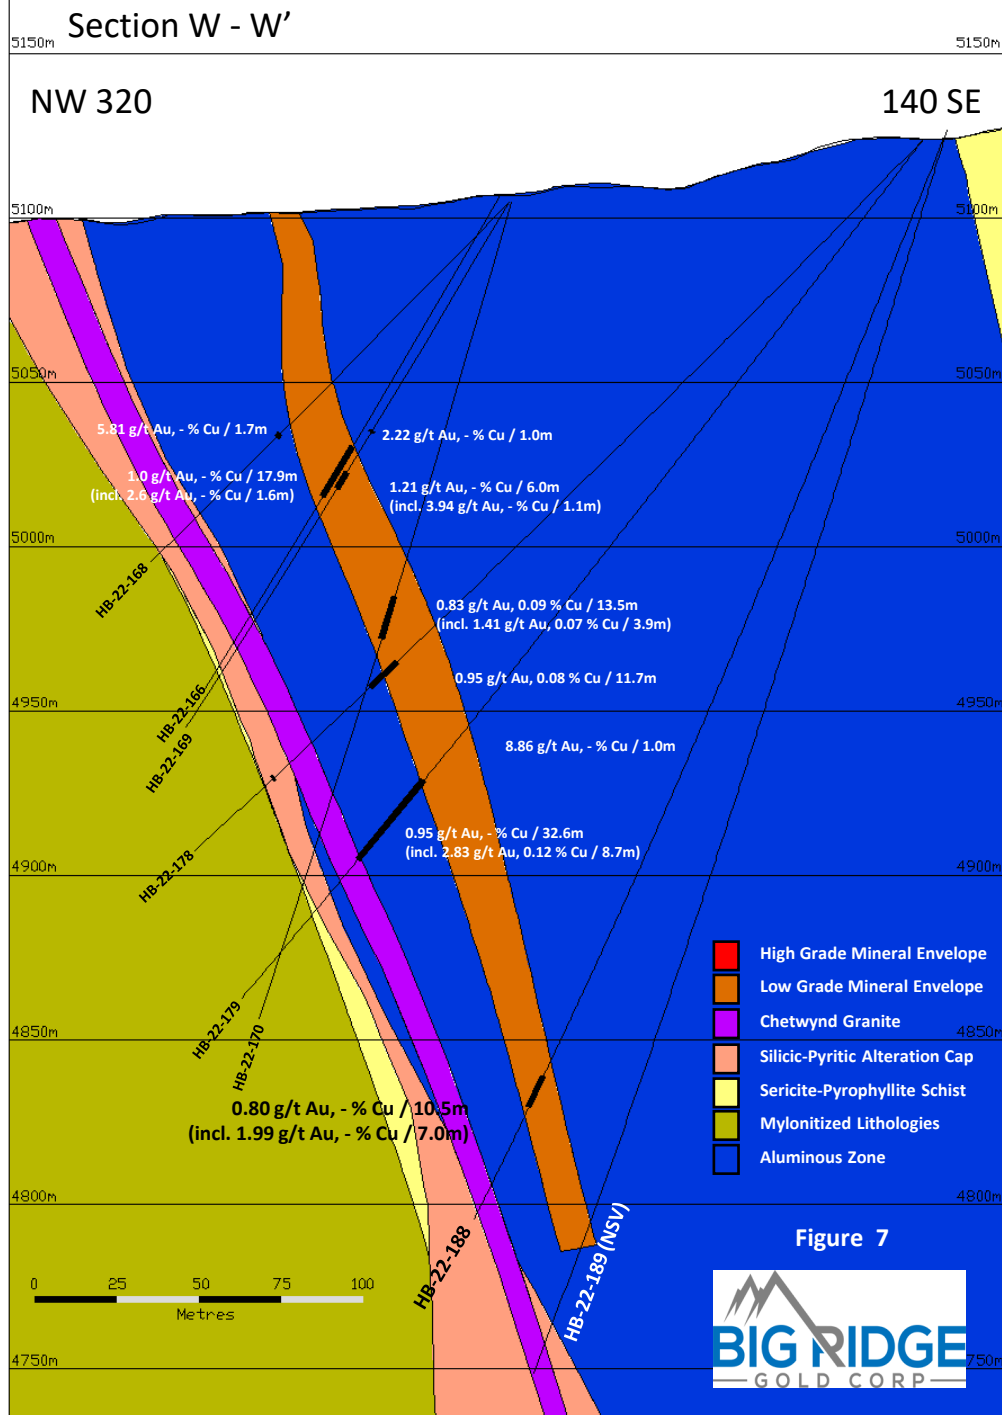 Section W - W’
5150m
5150m
NW 320
140 SE
5100m
5100m
5050m
5050m
5.81 g/t Au, - % Cu / 1.7m
2.22 g/t Au, - % Cu / 1.0m
1.0 g/t Au, - % Cu / 17.9m
(incl. 2.6 g/t Au, - % Cu / 1.6m)
1.21 g/t Au, - % Cu / 6.0m
(incl. 3.94 g/t Au, - % Cu / 1.1m)
5000m
5000m
HB-22-168
0.83 g/t Au, 0.09 % Cu / 13.5m
(incl. 1.41 g/t Au, 0.07 % Cu / 3.9m)
0.95 g/t Au, 0.08 % Cu / 11.7m
HB-22-166
4950m
4950m
HB-22-169
8.86 g/t Au, - % Cu / 1.0m
0.95 g/t Au, - % Cu / 32.6m
(incl. 2.83 g/t Au, 0.12 % Cu / 8.7m)
HB-22-178
4900m
4900m
High Grade Mineral Envelope
Low Grade Mineral Envelope
Chetwynd Granite
Silicic-Pyritic Alteration Cap
Sericite-Pyrophyllite Schist
Mylonitized Lithologies
Aluminous Zone
HB-22-179
HB-22-170
4850m
4850m
0.80 g/t Au, - % Cu / 10.5m
(incl. 1.99 g/t Au, - % Cu / 7.0m)
4800m
4800m
HB-22-188
HB-22-189 (NSV)
Figure 7
0 25 50 75 100
Metres
4750m
750m
BIG RIDGE
GOLD CORP